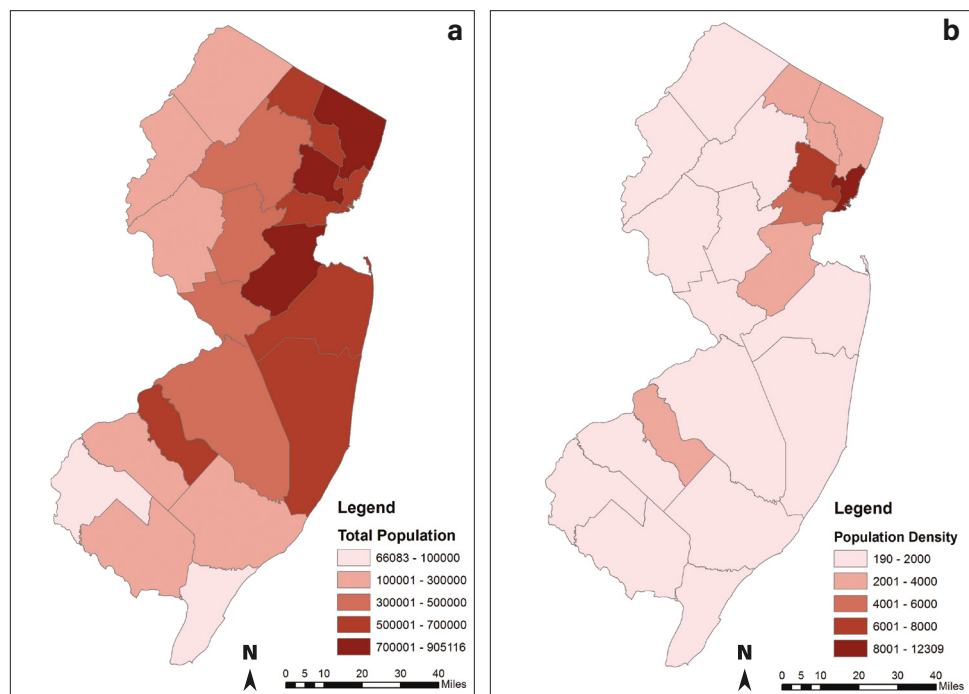 a
Legend
Total Population
66083 - 100000
100001 - 300000
300001 - 500000
500001 - 700000
700001 - 905116
N
0 5 10 20 30 40
Miles
b
Legend
Population Density
190 - 2000
2001 - 4000
4001 - 6000
6001 - 8000
8001 - 12309
N
0 5 10 20 30 40
Miles